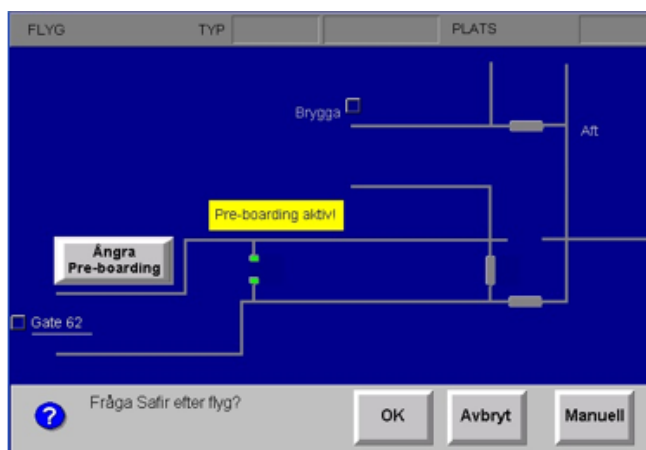 FLYG TYP PLATS
Brygga
Aft
Pre-boarding aktiv!
Ångra
Pre-boarding
Gate 62
Fråga Safir efter flyg?
OK Avbryt Manuell